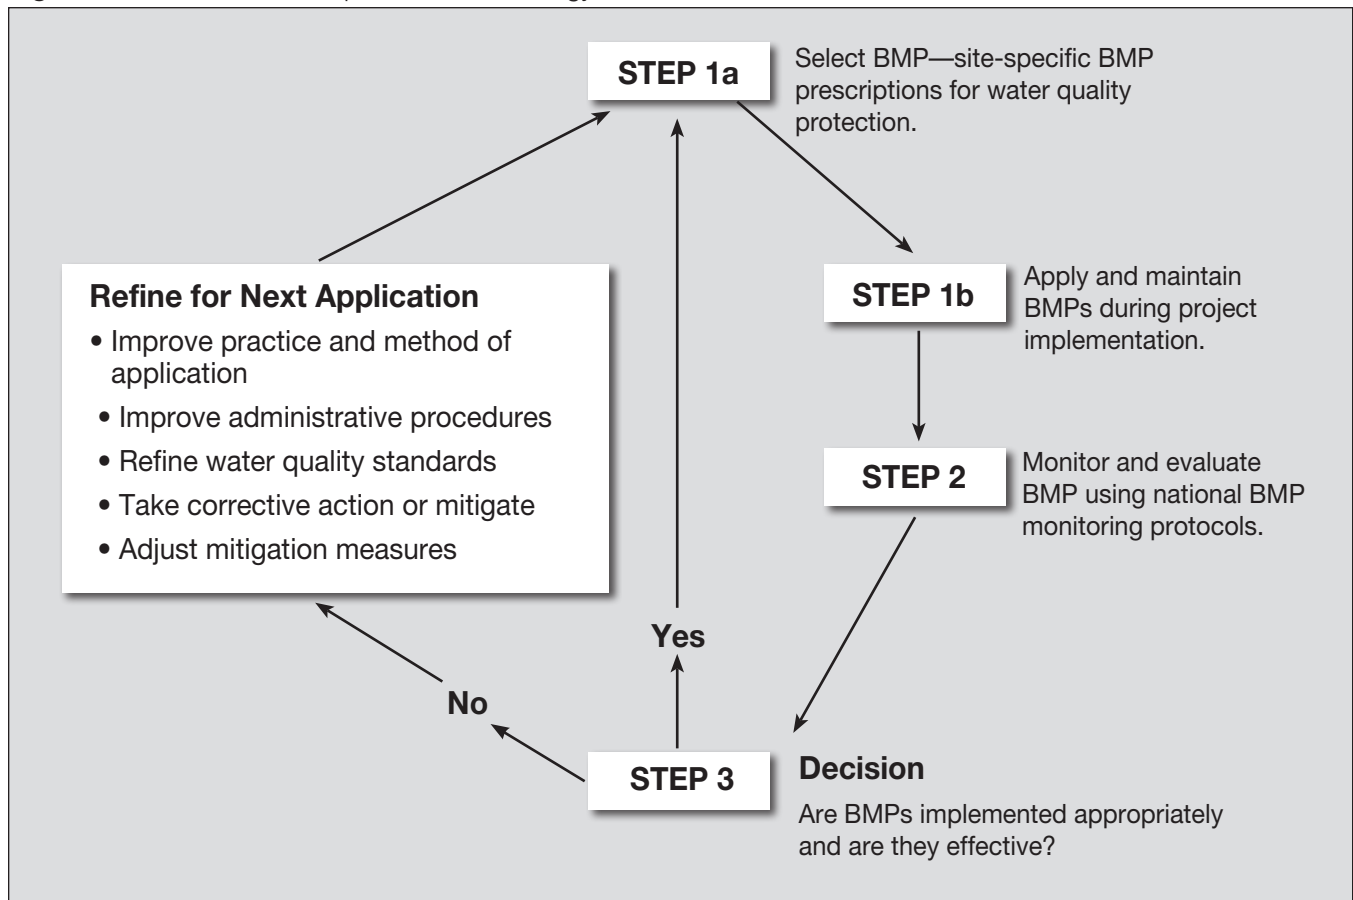 STEP 1a
Select BMP—site-specific BMP
prescriptions for water quality
protection.
Refine for Next Application
• Improve practice and method of
application
• Improve administrative procedures
• Refine water quality standards
• Take corrective action or mitigate
• Adjust mitigation measures
STEP 1b
Apply and maintain
BMPs during project
implementation.
STEP 2
Monitor and evaluate
BMP using national BMP
monitoring protocols.
Yes
No
STEP 3
Decision
Are BMPs implemented appropriately
and are they effective?